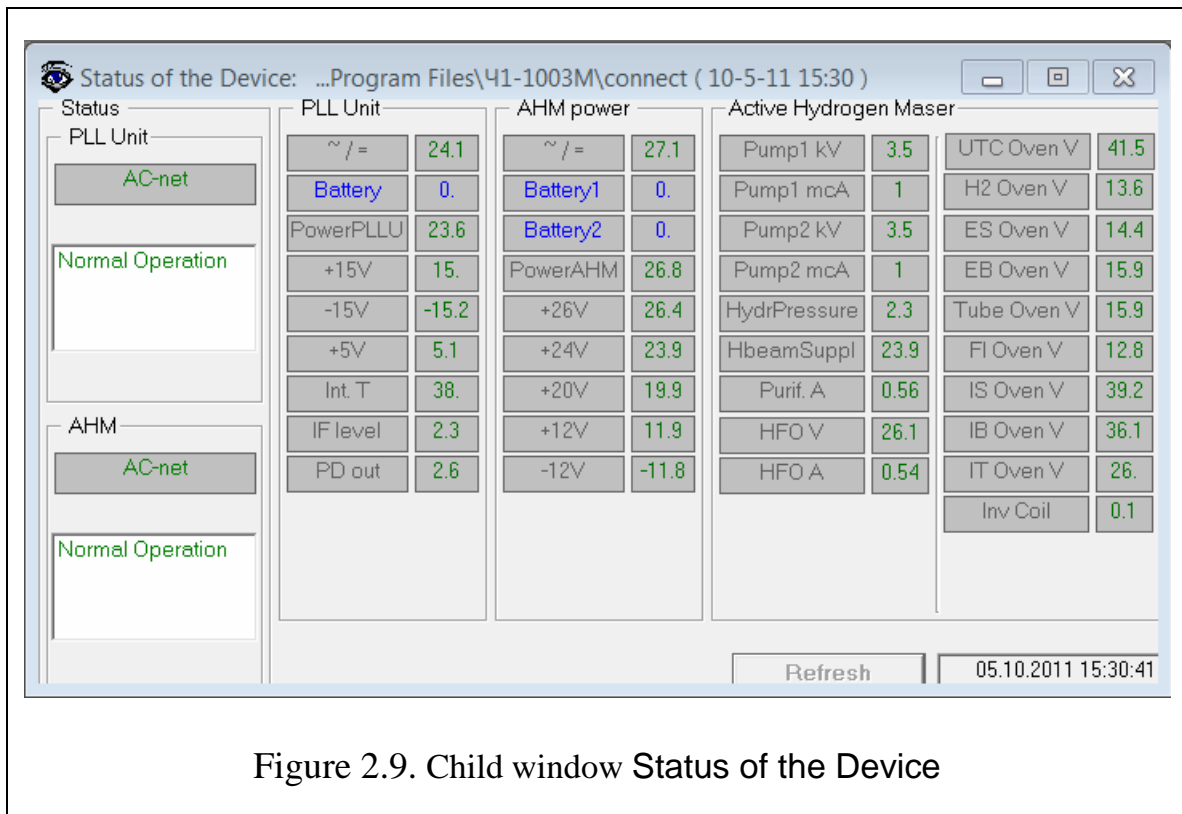 Status of the Device: ...Program Files\Ч1-1003M\connect ( 10-5-11 15:30 )
Status
PLL Unit
AC-net
Normal Operation
AHM
AC-net
Normal Operation
PLL Unit
~ / = 24.1
Battery 0.
PowerPLLU 23.6
+15V 15.
-15V -15.2
+5V 5.1
Int. T 38.
IF level 2.3
PD out 2.6
AHM power
~ / = 27.1
Battery1 0.
Battery2 0.
PowerAHM 26.8
+26V 26.4
+24V 23.9
+20V 19.9
+12V 11.9
-12V -11.8
Active Hydrogen Maser
Pump1 kV 3.5
Pump1 mcA 1
Pump2 kV 3.5
Pump2 mcA 1
HydrPressure 2.3
HbeamSuppl 23.9
Purif. A 0.56
HFO V 26.1
HFO A 0.54
UTC Oven V 41.5
H2 Oven V 13.6
ES Oven V 14.4
EB Oven V 15.9
Tube Oven V 15.9
FI Oven V 12.8
IS Oven V 39.2
IB Oven V 36.1
IT Oven V 26.
Inv Coil 0.1
Refresh
05.10.2011 15:30:41
Figure 2.9. Child window Status of the Device